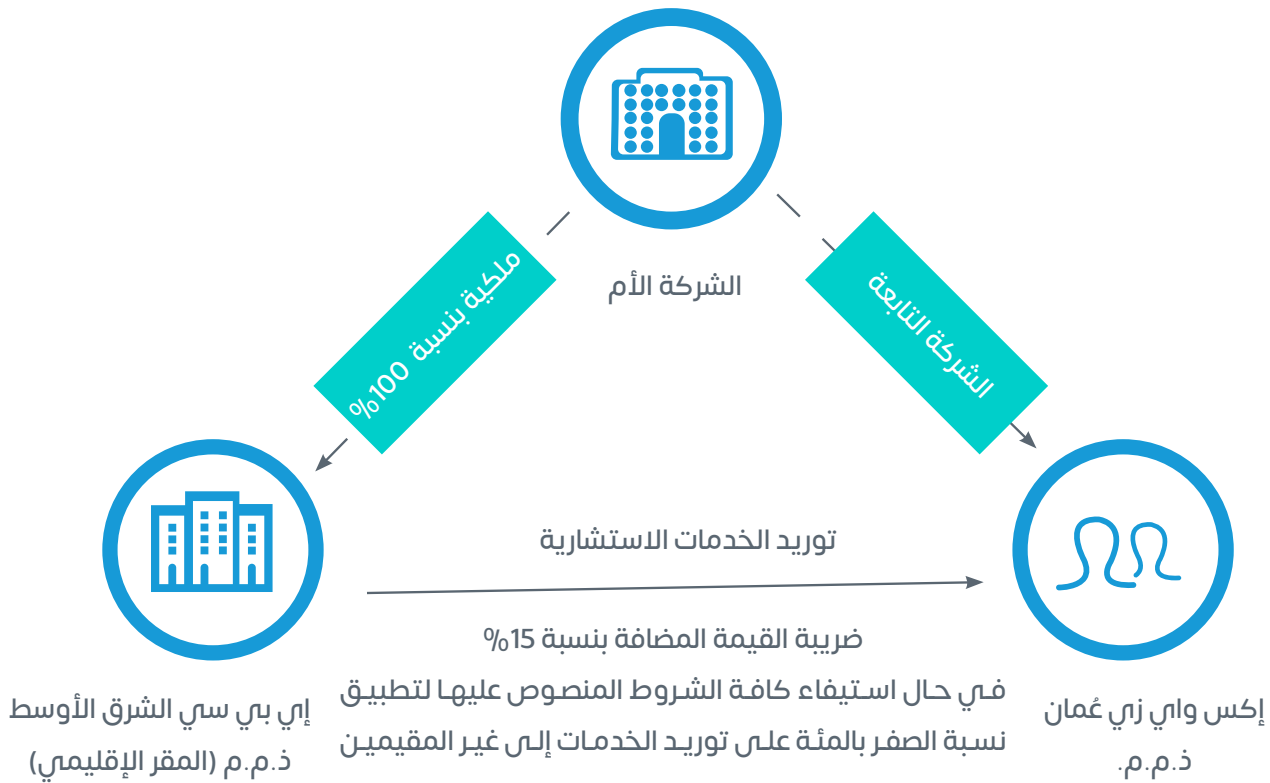 الشركة الأم
ملكية بنسبة 100%
الشركة التابعة
توريد الخدمات الاستشارية
ضريبة القيمة المضافة بنسبة 15%
في حال استيفاء كافة الشروط المنصوص عليها لتطبيق
نسبة الصفر بالمئة على توريد الخدمات إلى غير المقيمين
إكس واي زي عُمان
ذ.م.م.
إي بي سي الشرق الأوسط
ذ.م.م (المقر الإقليمي)